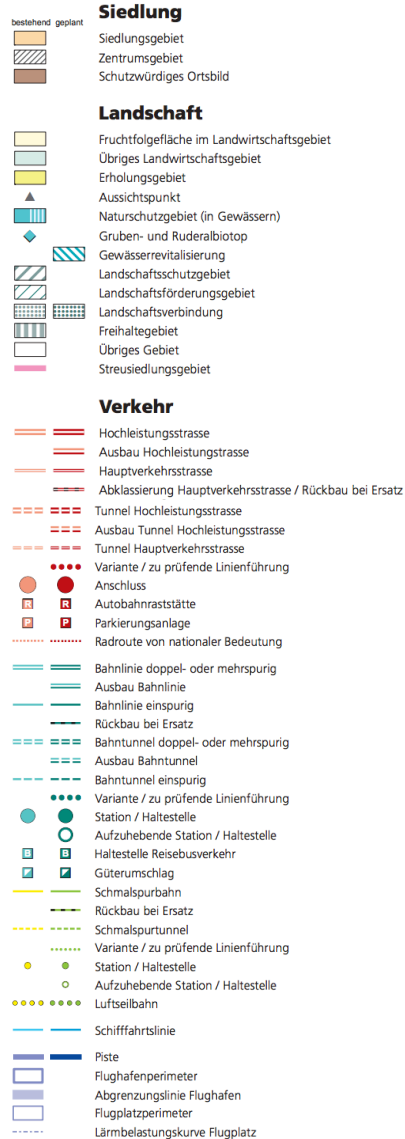 Siedlung
bestehend geplant
Siedlungsgebiet
Zentrumsgebiet
Schutzwürdiges Ortsbild
Landschaft
Fruchtfolgefläche im Landwirtschaftsgebiet
Übriges Landwirtschaftsgebiet
Erholungsgebiet
Aussichtspunkt
Naturschutzgebiet (in Gewässern)
Gruben- und Ruderalbiotop
Gewässerrevitalisierung
Landschaftsschutzgebiet
Landschaftsförderungsgebiet
Landschaftsverbindung
Freihaltegebiet
Übriges Gebiet
Streusiedlungsgebiet
Verkehr
Hochleistungsstrasse
Ausbau Hochleistungstrasse
Hauptverkehrsstrasse
Abklassierung Hauptverkehrsstrasse / Rückbau bei Ersatz
Tunnel Hochleistungsstrasse
Ausbau Tunnel Hochleistungsstrasse
Tunnel Hauptverkehrsstrasse
Variante / zu prüfende Linienführung
Anschluss
R R Autobahnraststätte
P P Parkierungsanlage
Radroute von nationaler Bedeutung
Bahnlinie doppel- oder mehrspurig
Ausbau Bahnlinie
Bahnlinie einspurig
Rückbau bei Ersatz
Bahntunnel doppel- oder mehrspurig
Ausbau Bahntunnel
Bahntunnel einspurig
Variante / zu prüfende Linienführung
Station / Haltestelle
Aufzuhebende Station / Haltestelle
B B Haltestelle Reisebusverkehr
Güterumschlag
Schmalspurbahn
Rückbau bei Ersatz
Schmalspurtunnel
Variante / zu prüfende Linienführung
Station / Haltestelle
Aufzuhebende Station / Haltestelle
Luftseilbahn
Schifffahrtslinie
Piste
Flughafenperimeter
Abgrenzungslinie Flughafen
Flugplatzperimeter
Lärmbelastungskurve Flugplatz